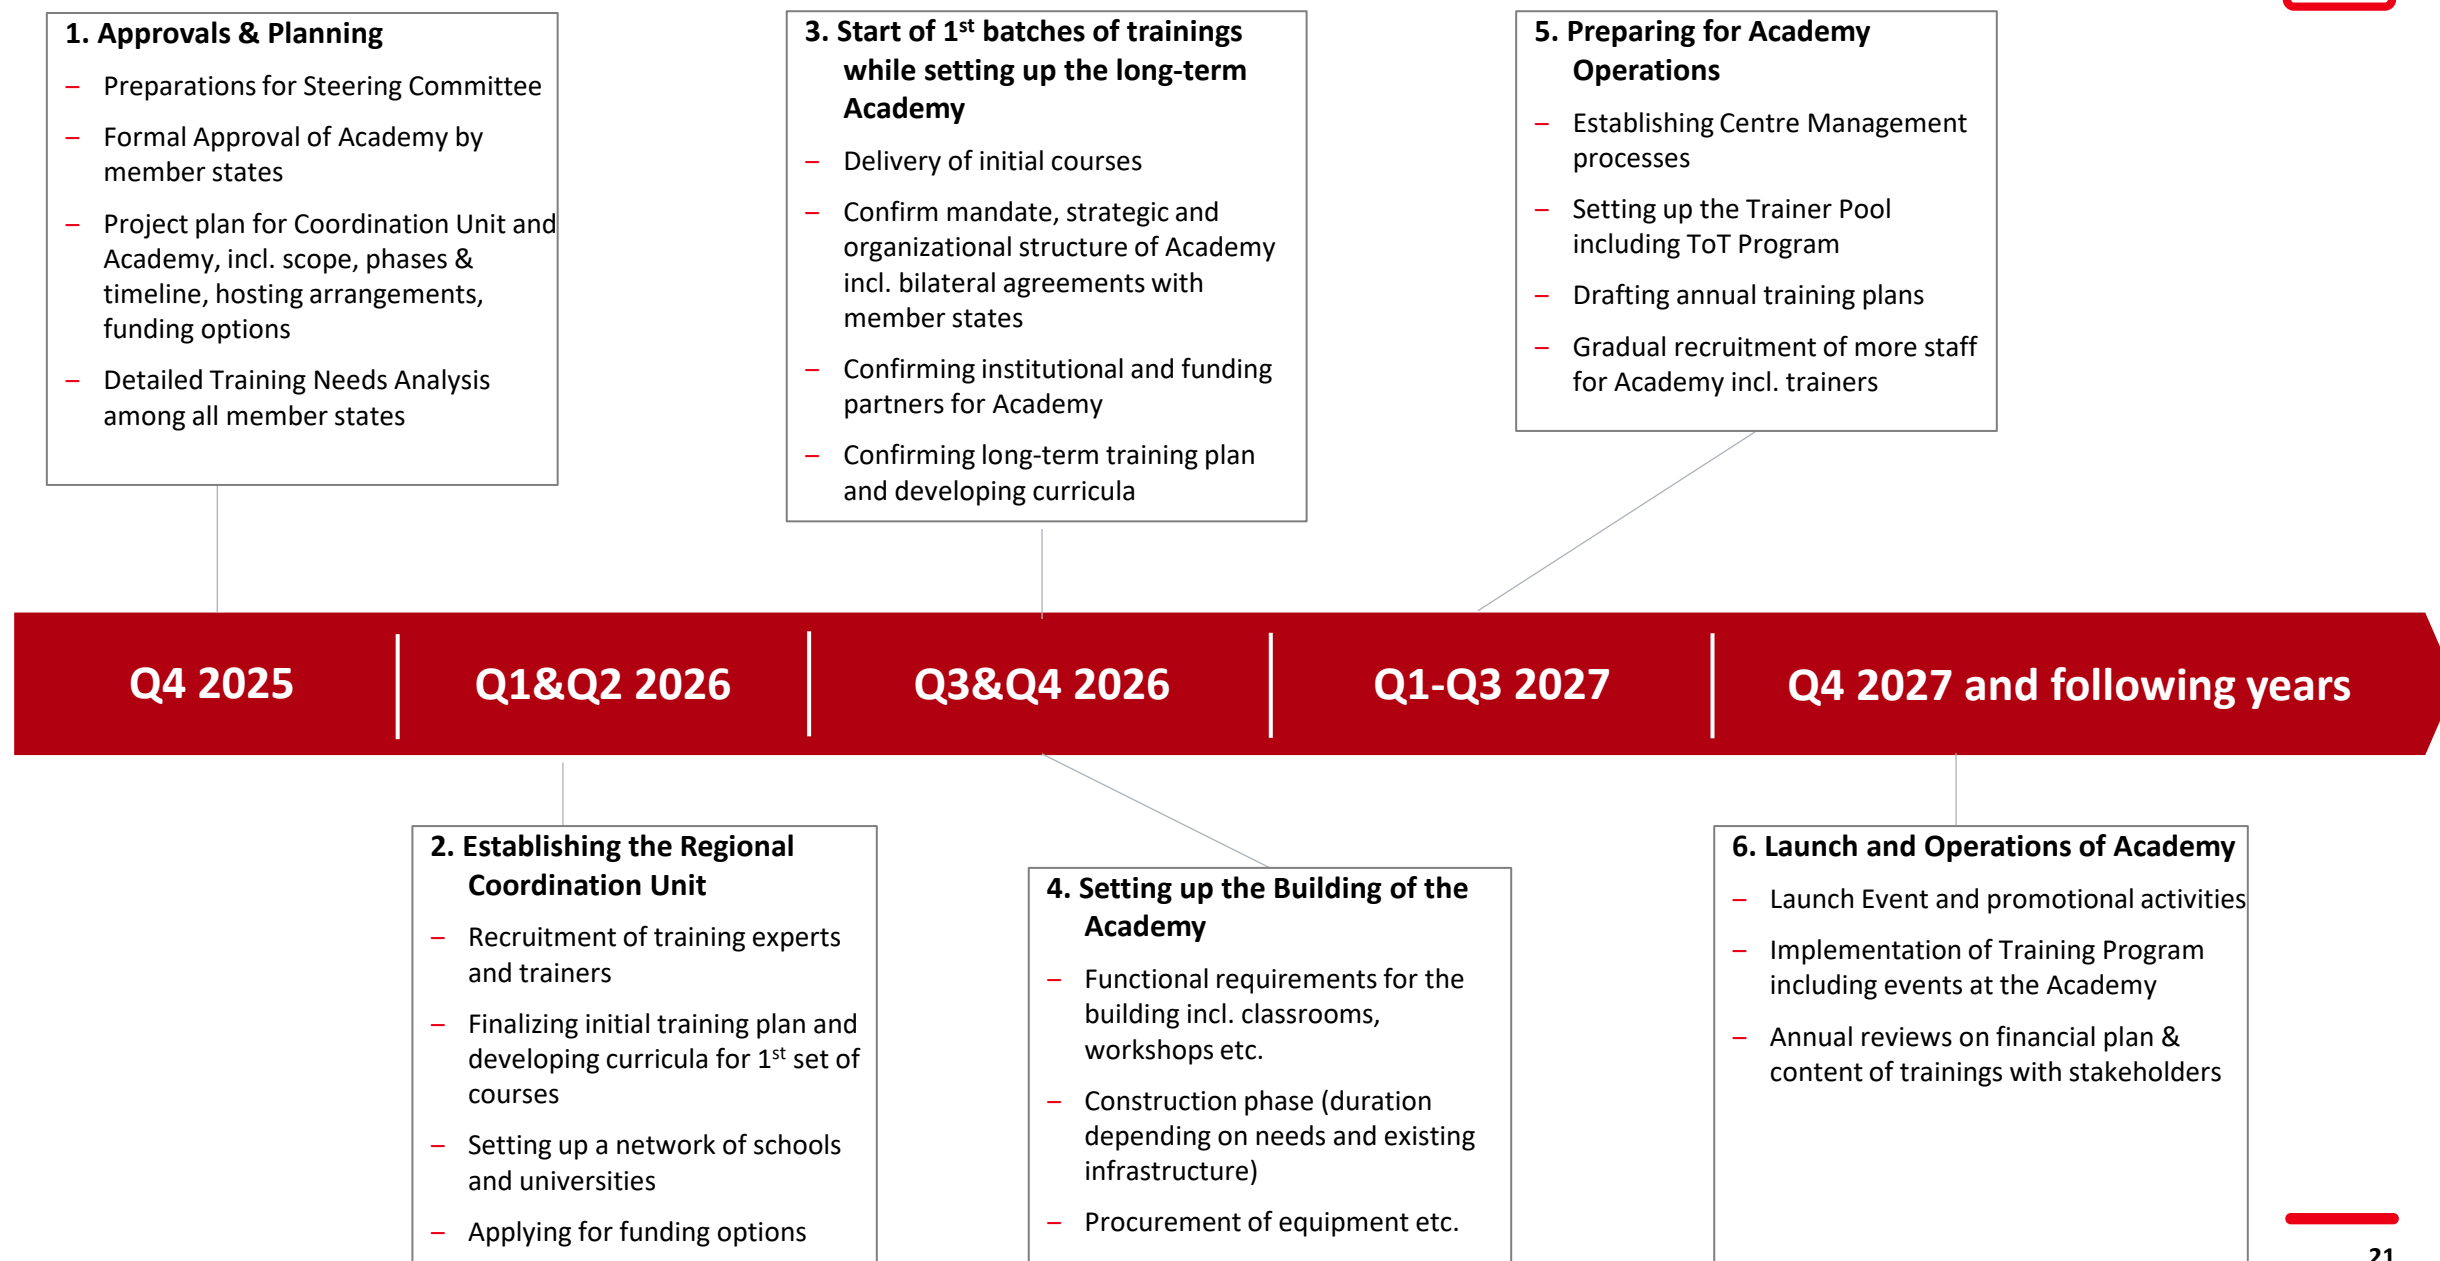 1. Approvals & Planning
– Preparations for Steering Committee
– Formal Approval of Academy by
member states
– Project plan for Coordination Unit and
Academy, incl. scope, phases &
timeline, hosting arrangements,
funding options
– Detailed Training Needs Analysis
among all member states
3. Start of 1st batches of trainings
while setting up the long-term
Academy
– Delivery of initial courses
– Confirm mandate, strategic and
organizational structure of Academy
incl. bilateral agreements with
member states
– Confirming institutional and funding
partners for Academy
– Confirming long-term training plan
and developing curricula
5. Preparing for Academy
Operations
– Establishing Centre Management
processes
– Setting up the Trainer Pool
including ToT Program
– Drafting annual training plans
– Gradual recruitment of more staff
for Academy incl. trainers
Q4 2025
Q1&Q2 2026
Q3&Q4 2026
Q1-Q3 2027
Q4 2027 and following years
2. Establishing the Regional
Coordination Unit
– Recruitment of training experts
and trainers
– Finalizing initial training plan and
developing curricula for 1st set of
courses
– Setting up a network of schools
and universities
– Applying for funding options
4. Setting up the Building of the
Academy
– Functional requirements for the
building incl. classrooms,
workshops etc.
– Construction phase (duration
depending on needs and existing
infrastructure)
– Procurement of equipment etc.
6. Launch and Operations of Academy
– Launch Event and promotional activities
– Implementation of Training Program
including events at the Academy
– Annual reviews on financial plan &
content of trainings with stakeholders
21